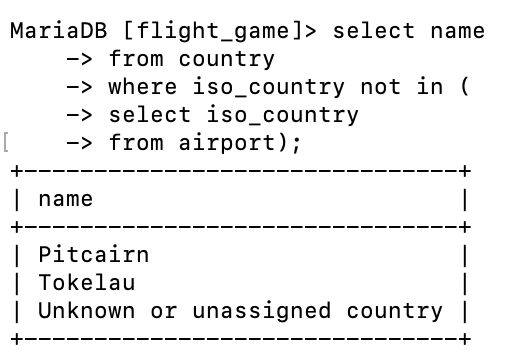 MariaDB [flight_game]> select name
    -> from country
    -> where iso_country not in (
    -> select iso_country
[   -> from airport);
+-------------------------------+
| name                          |
+-------------------------------+
| Pitcairn                      |
| Tokelau                       |
| Unknown or unassigned country |
+-------------------------------+